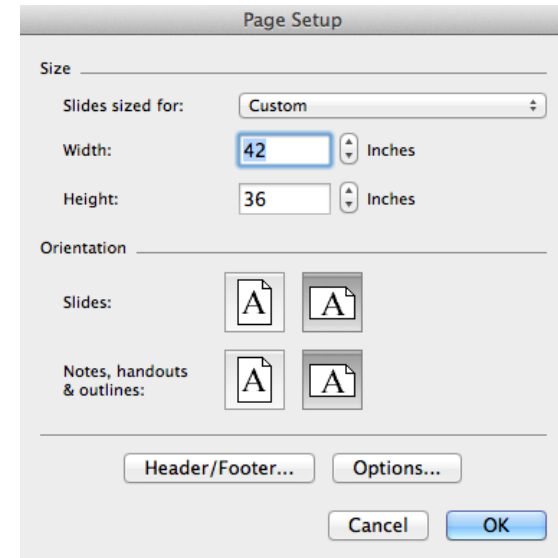 Page Setup
Size
Slides sized for: Custom
Width: 42 Inches
Height: 36 Inches
Orientation
Slides: A A
Notes, handouts
& outlines: A A
Header/Footer... Options...
Cancel OK